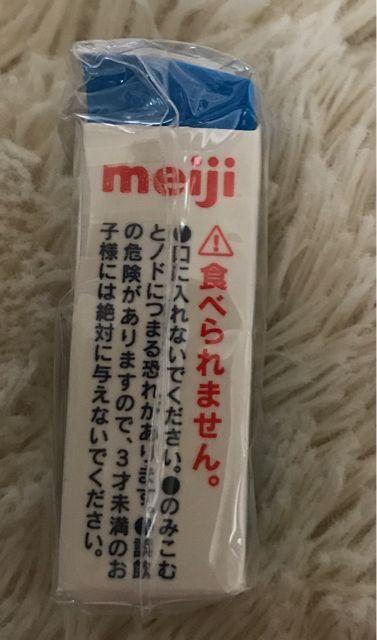 meiji
⚠食べられません。
●口に入れないでください。●のみこむ
とノドにつまる恐れがあります。●誤飲
の危険がありますので、3才未満のお
子様には絶対に与えないでください。